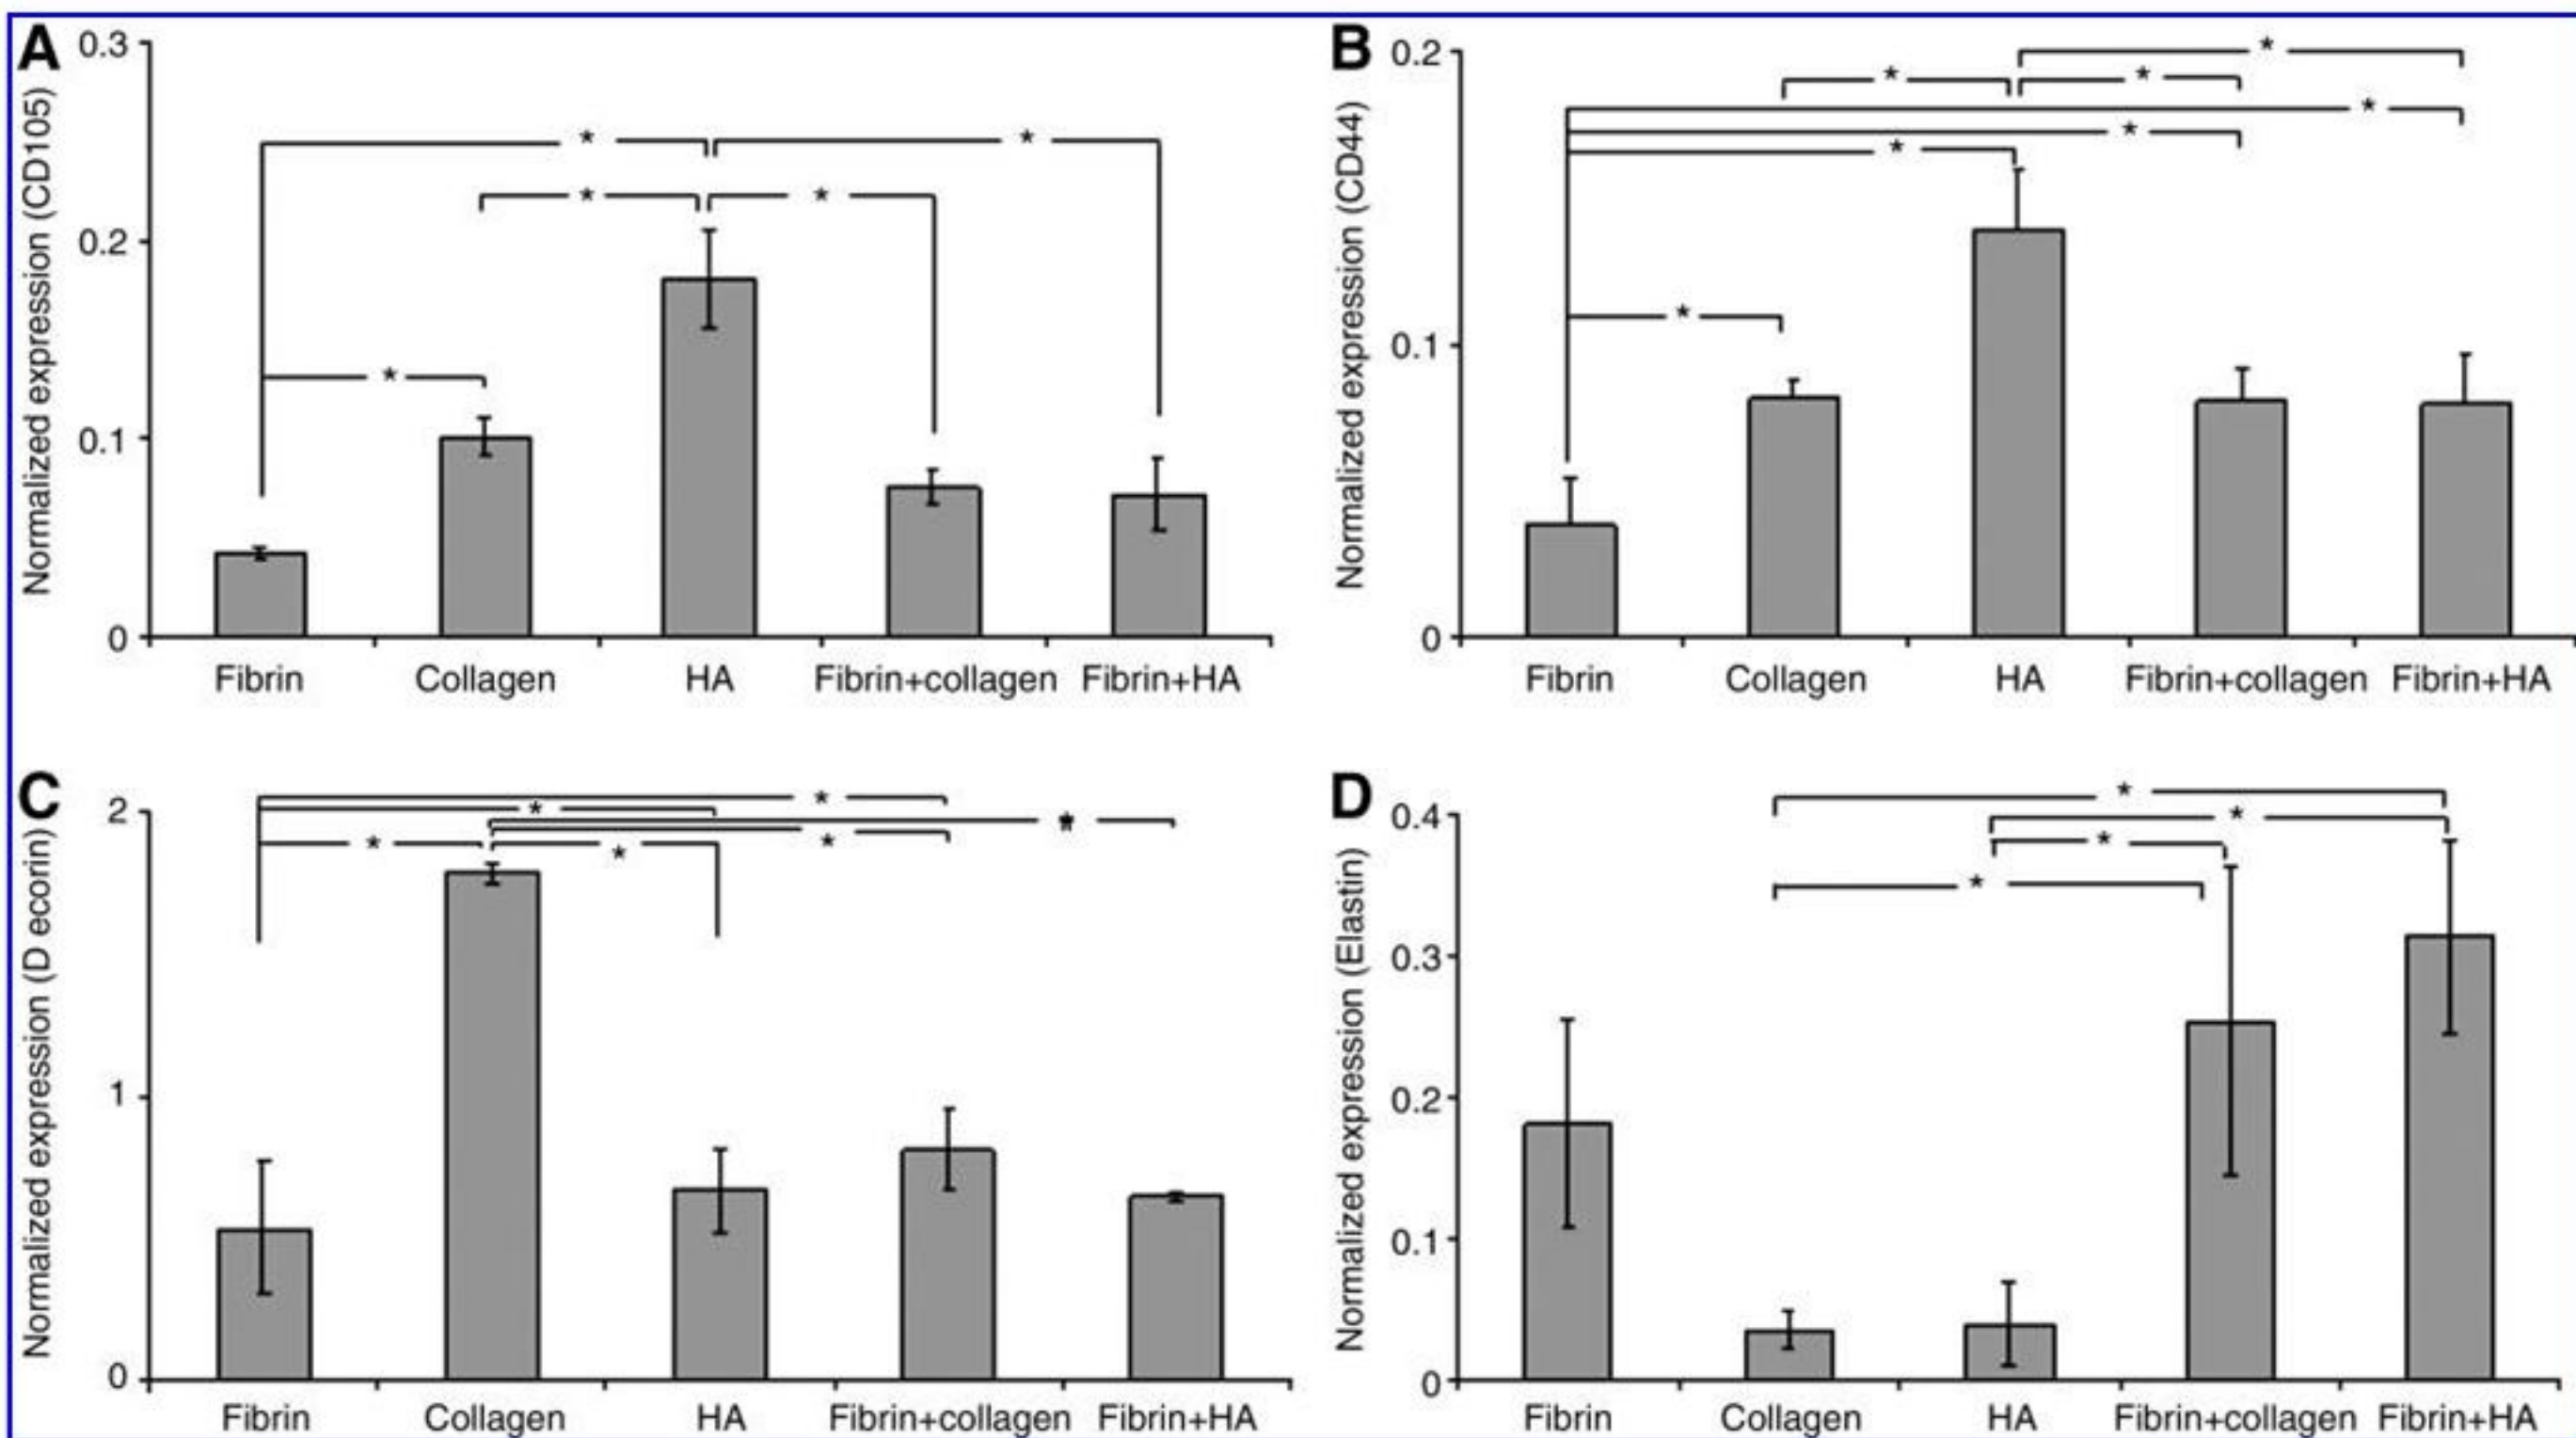 A
Normalized expression (CD105)
0.3
0.2
0.1
0
* *
* *
*
Fibrin Collagen HA Fibrin+collagen Fibrin+HA
B
Normalized expression (CD44)
0.2
0.1
0
*
* *
*
*
*
*
Fibrin Collagen HA Fibrin+collagen Fibrin+HA
C
Normalized expression (D ecorin)
2
1
0
*
*
*
* * *
Fibrin Collagen HA Fibrin+collagen Fibrin+HA
D
Normalized expression (Elastin)
0.4
0.3
0.2
0.1
0
*
*
*
*
Fibrin Collagen HA Fibrin+collagen Fibrin+HA